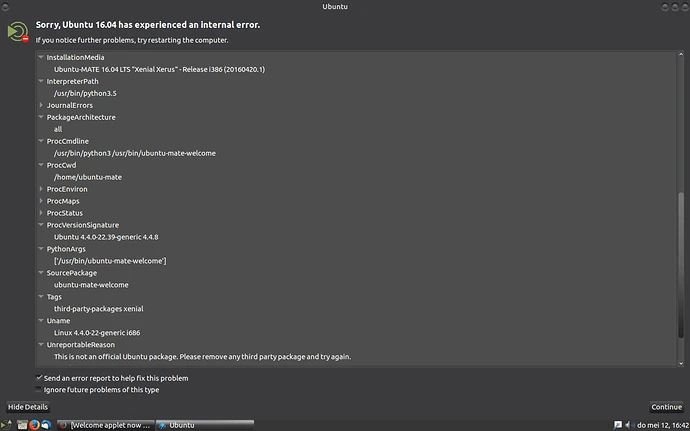 Ubuntu
Sorry, Ubuntu 16.04 has experienced an internal error.
If you notice further problems, try restarting the computer.
InstallationMedia
Ubuntu-MATE 16.04 LTS "Xenial Xerus" - Release i386 (20160420.1)
InterpreterPath
/usr/bin/python3.5
JournalErrors
PackageArchitecture
all
ProcCmdline
/usr/bin/python3 /usr/bin/ubuntu-mate-welcome
ProcCwd
/home/ubuntu-mate
ProcEnviron
ProcMaps
ProcStatus
ProcVersionSignature
Ubuntu 4.4.0-22.39-generic 4.4.8
PythonArgs
['/usr/bin/ubuntu-mate-welcome']
SourcePackage
ubuntu-mate-welcome
Tags
third-party-packages xenial
Uname
Linux 4.4.0-22-generic i686
UnreportableReason
This is not an official Ubuntu package. Please remove any third party package and try again.
Send an error report to help fix this problem
Ignore future problems of this type
Hide Details
Continue
[Welcome applet now ...
Ubuntu
do mei 12, 16:42